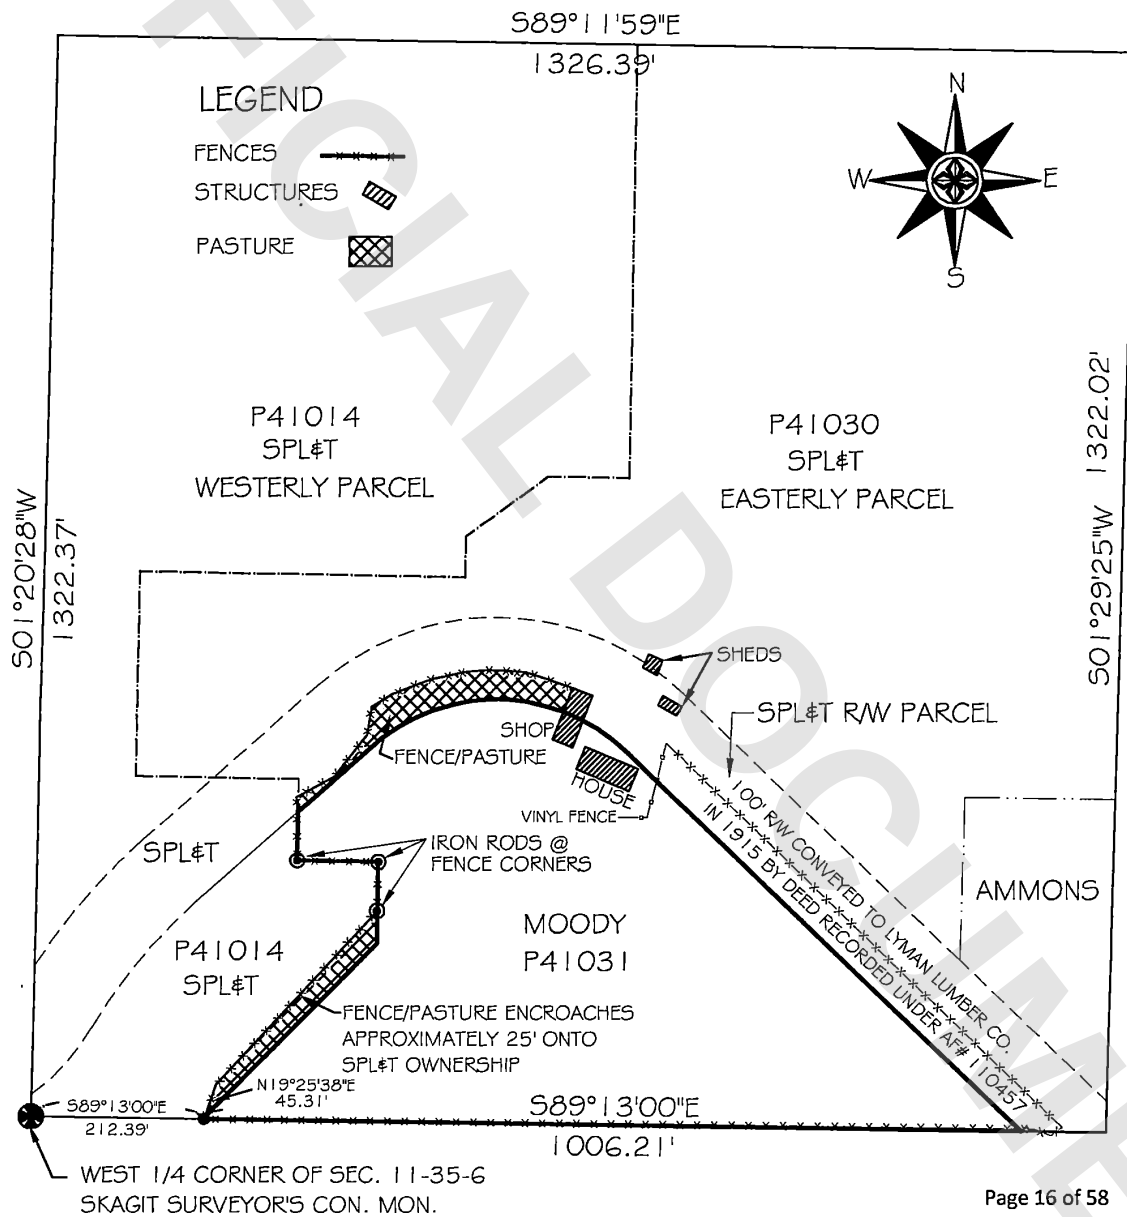 S89°11'59"E
1326.39'
LEGEND
FENCES
STRUCTURES
PASTURE
N
W
E
S
P41014
SPL&T
WESTERLY PARCEL
P41030
SPL&T
EASTERLY PARCEL
S01°20'28"W
1322.37'
S01°29'25"W 1322.02'
SHEDS
SPL&T R/W PARCEL
SHOP
FENCE/PASTURE
HOUSE
VINYL FENCE
100' R/W CONVEYED TO LYMAN LUMBER CO.
IN 1915 BY DEED RECORDED UNDER AF# 110457
SPL&T
IRON RODS @
FENCE CORNERS
AMMONS
MOODY
P41031
P41014
SPL&T
FENCE/PASTURE ENCROACHES
APPROXIMATELY 25' ONTO
SPL&T OWNERSHIP
N19°25'38"E
45.31'
S89°13'00"E
212.39'
S89°13'00"E
1006.21'
WEST 1/4 CORNER OF SEC. 11-35-6
SKAGIT SURVEYOR'S CON. MON.
Page 16 of 58
FICIAL DOCUME